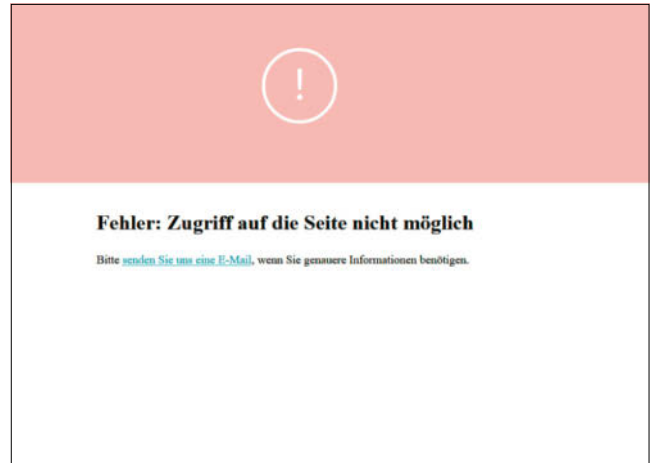 !
Fehler: Zugriff auf die Seite nicht möglich
Bitte senden Sie uns eine E-Mail, wenn Sie genauere Informationen benötigen.